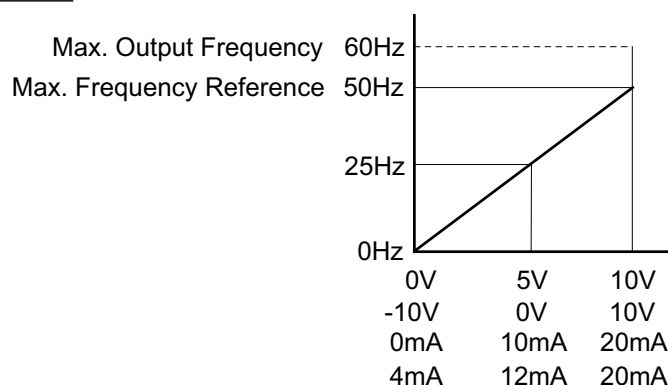 Max. Output Frequency 60Hz
Max. Frequency Reference 50Hz
25Hz
0Hz
0V 5V 10V
-10V 0V 10V
0mA 10mA 20mA
4mA 12mA 20mA